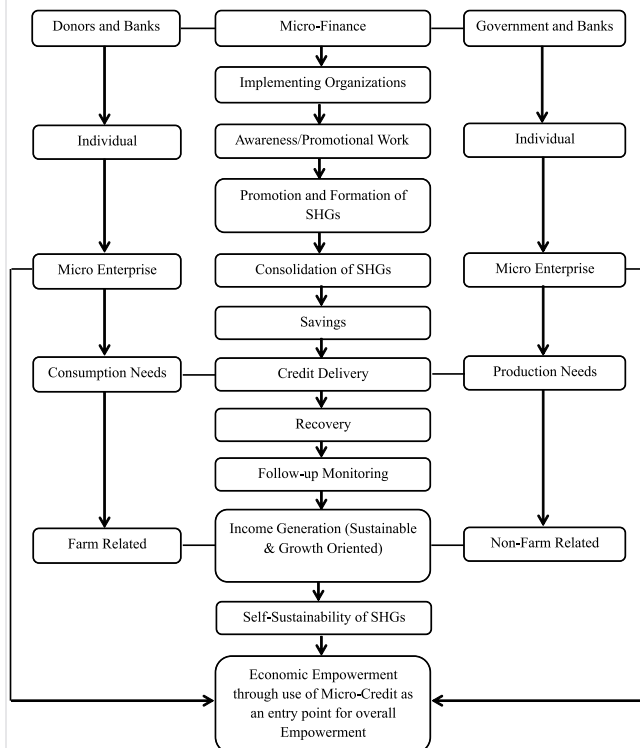 Donors and Banks
Micro-Finance
Government and Banks
Implementing Organizations
Individual
Awareness/Promotional Work
Individual
Promotion and Formation of
SHGs
Micro Enterprise
Consolidation of SHGs
Micro Enterprise
Savings
Consumption Needs
Credit Delivery
Production Needs
Recovery
Follow-up Monitoring
Farm Related
Income Generation (Sustainable
& Growth Oriented)
Non-Farm Related
Self-Sustainability of SHGs
Economic Empowerment
through use of Micro-Credit as
an entry point for overall
Empowerment